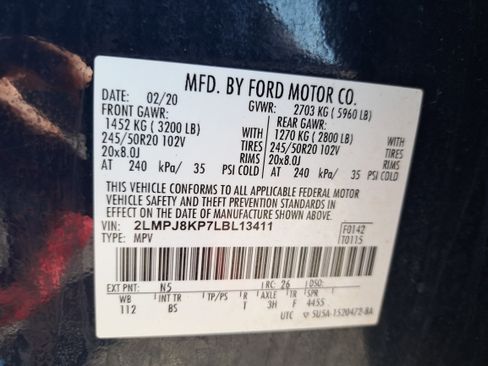 MFD. BY FORD MOTOR CO.
DATE: 02/20 GVWR: 2703 KG (5960 LB)
FRONT GAWR: REAR GAWR:
1452 KG (3200 LB) WITH 1270 KG (2800 LB) WITH
245/50R20 102V TIRES 245/50R20 102V TIRES
20x8.0J RIMS 20x8.0J RIMS
AT 240 kPa/ 35 PSI COLD AT 240 kPa/ 35 PSI COLD
THIS VEHICLE CONFORMS TO ALL APPLICABLE FEDERAL MOTOR
VEHICLE SAFETY AND THEFT PREVENTION STANDARDS IN EFFECT
ON THE DATE OF MANUFACTURE SHOWN ABOVE.
VIN: 2LMPJ8KP7LBL13411 F0142
TYPE: MPV T0115
EXT PNT: N5 RC: 26 DSO:
WB INT TR TP/PS R AXLE TR SPR
112 BS T 3H F 4455
UTC 5U5A-1520472-BA